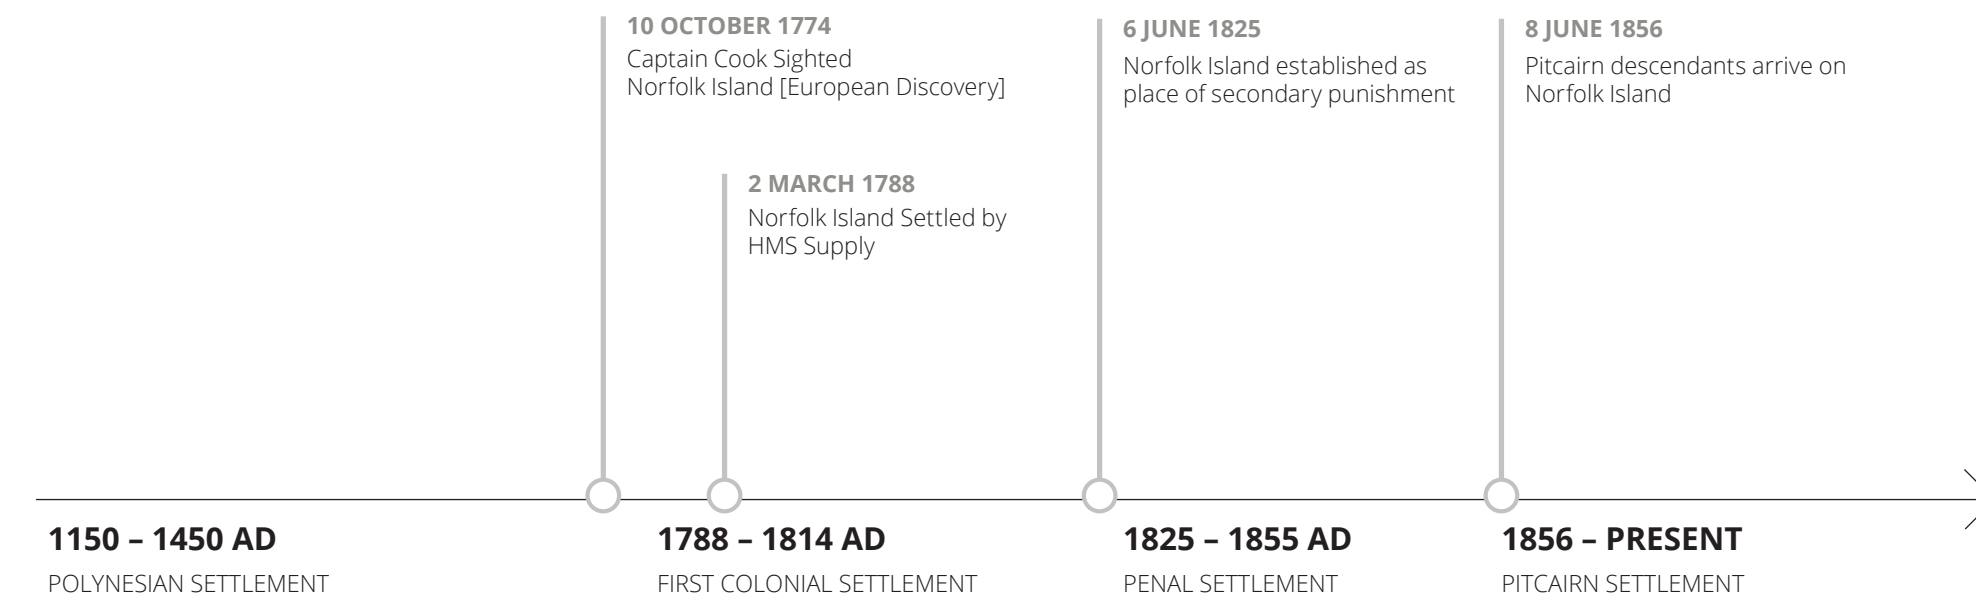 10 OCTOBER 1774
Captain Cook Sighted
Norfolk Island [European Discovery]
2 MARCH 1788
Norfolk Island Settled by
HMS Supply
6 JUNE 1825
Norfolk Island established as
place of secondary punishment
8 JUNE 1856
Pitcairn descendants arrive on
Norfolk Island
1150 – 1450 AD
POLYNESIAN SETTLEMENT
1788 – 1814 AD
FIRST COLONIAL SETTLEMENT
1825 – 1855 AD
PENAL SETTLEMENT
1856 – PRESENT
PITCAIRN SETTLEMENT